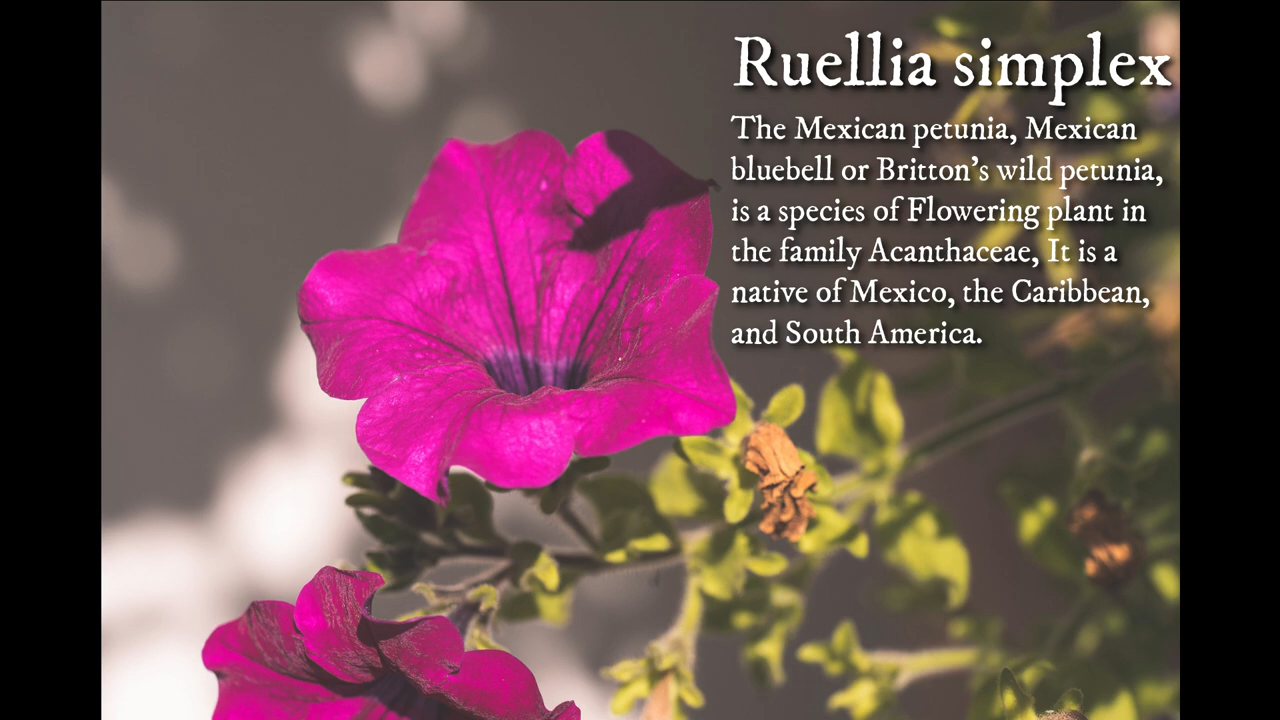 Ruellia simplex
The Mexican petunia, Mexican
bluebell or Britton's wild petunia,
is a species of Flowering plant in
the family Acanthaceae, It is a
native of Mexico, the Caribbean,
and South America.